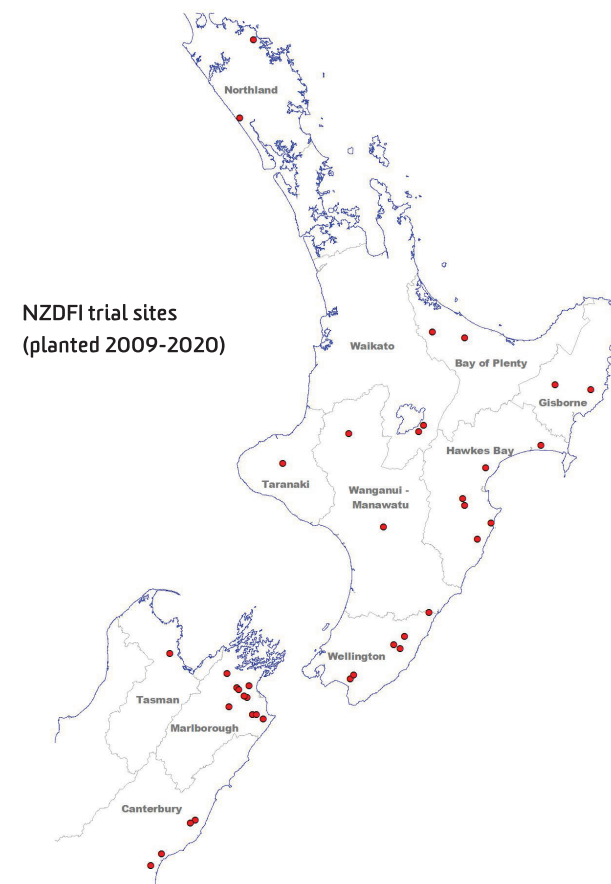 Northland
NZDFI trial sites
(planted 2009-2020)
Waikato
Bay of Plenty
Gisborne
Hawkes Bay
Taranaki
Wanganui -
Manawatu
Wellington
Tasman
Marlborough
Canterbury